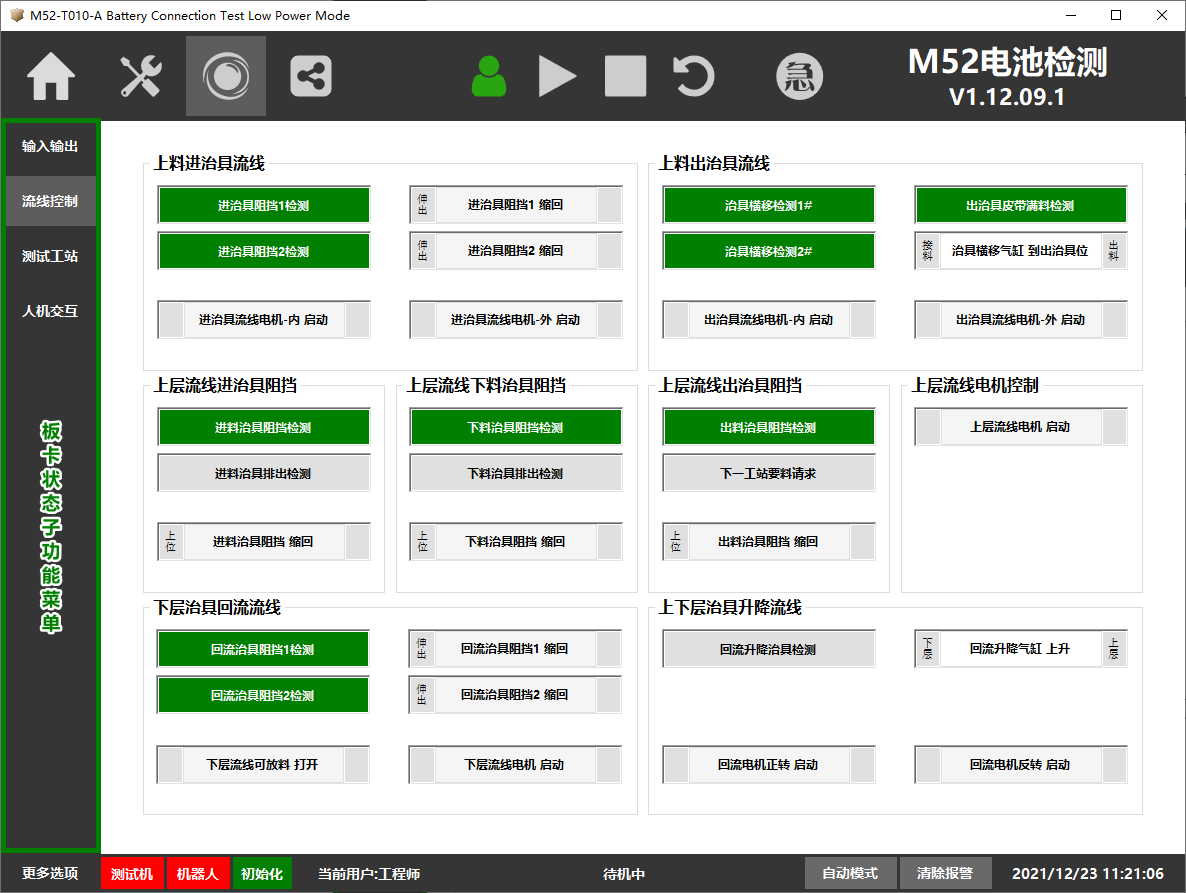 M52-T010-A Battery Connection Test Low Power Mode
急
M52电池检测
V1.12.09.1
输入输出
流线控制
测试工站
人机交互
板卡状态子功能菜单
上料进治具流线
进治具阻挡1检测
伸出 进治具阻挡1 缩回
进治具阻挡2检测
伸出 进治具阻挡2 缩回
进治具流线电机-内 启动
进治具流线电机-外 启动
上料出治具流线
治具横移检测1#
出治具皮带满料检测
治具横移检测2#
接料 治具横移气缸 到出治具位 出料
出治具流线电机-内 启动
出治具流线电机-外 启动
上层流线进治具阻挡
进料治具阻挡检测
进料治具排出检测
上位 进料治具阻挡 缩回
上层流线下料治具阻挡
下料治具阻挡检测
下料治具排出检测
上位 下料治具阻挡 缩回
上层流线出治具阻挡
出料治具阻挡检测
下一工站要料请求
上位 出料治具阻挡 缩回
上层流线电机控制
上层流线电机 启动
下层治具回流流线
回流治具阻挡1检测
伸出 回流治具阻挡1 缩回
回流治具阻挡2检测
伸出 回流治具阻挡2 缩回
下层流线可放料 打开
下层流线电机 启动
上下层治具升降流线
回流升降治具检测
下层 回流升降气缸 上升 上层
回流电机正转 启动
回流电机反转 启动
更多选项
测试机
机器人
初始化
当前用户:工程师
待机中
自动模式
清除报警
2021/12/23 11:21:06